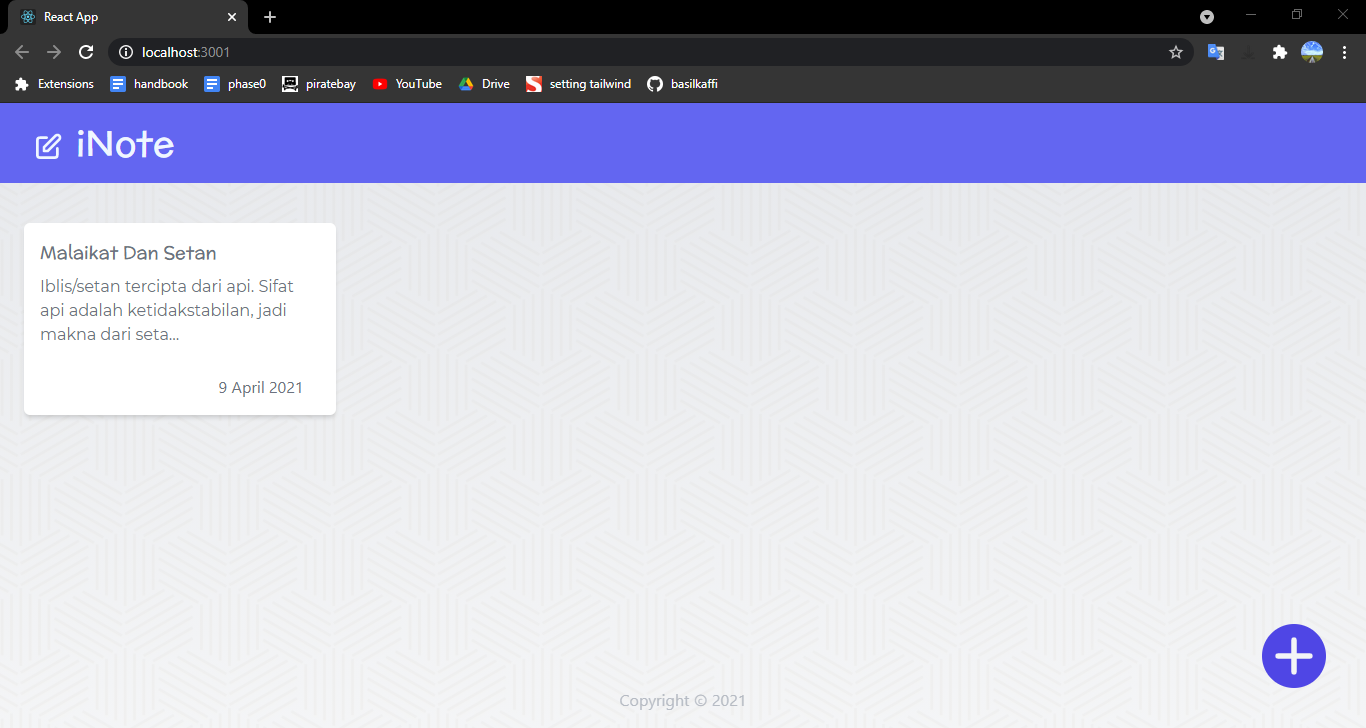 React App
localhost:3001
Extensions handbook phase0 piratebay YouTube Drive setting tailwind basilkaffi
iNote
Malaikat Dan Setan
Iblis/setan tercipta dari api. Sifat
api adalah ketidakstabilan, jadi
makna dari seta...
9 April 2021
Copyright © 2021